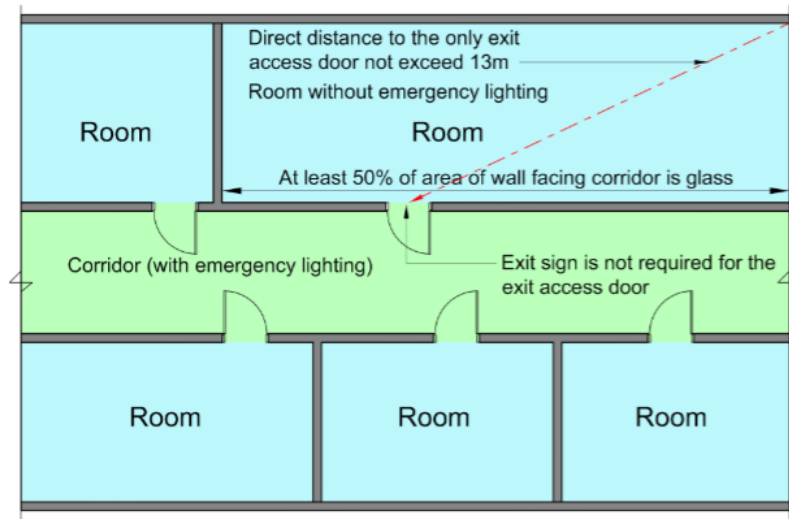 Direct distance to the only exit
access door not exceed 13m
Room without emergency lighting
Room
Room
At least 50% of area of wall facing corridor is glass
Corridor (with emergency lighting)
Exit sign is not required for the
exit access door
Room
Room
Room